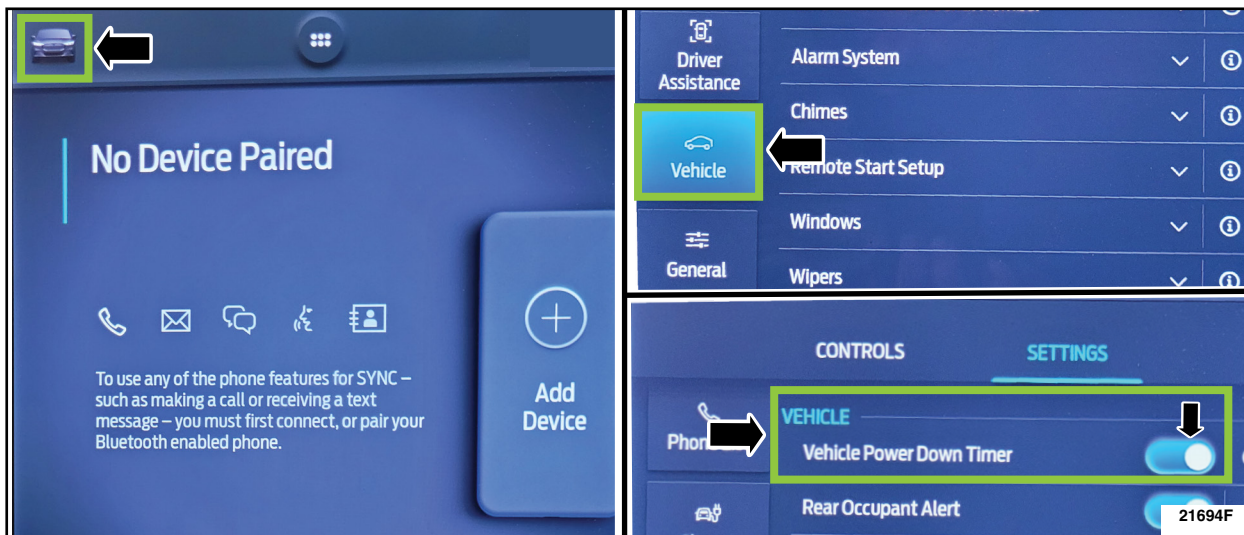 No Device Paired
To use any of the phone features for SYNC –
such as making a call or receiving a text
message – you must first connect, or pair your
Bluetooth enabled phone.
Add
Device
Driver
Assistance
Vehicle
General
Alarm System
Chimes
Remote Start Setup
Windows
Wipers
CONTROLS
SETTINGS
VEHICLE
Vehicle Power Down Timer
Rear Occupant Alert
21694F